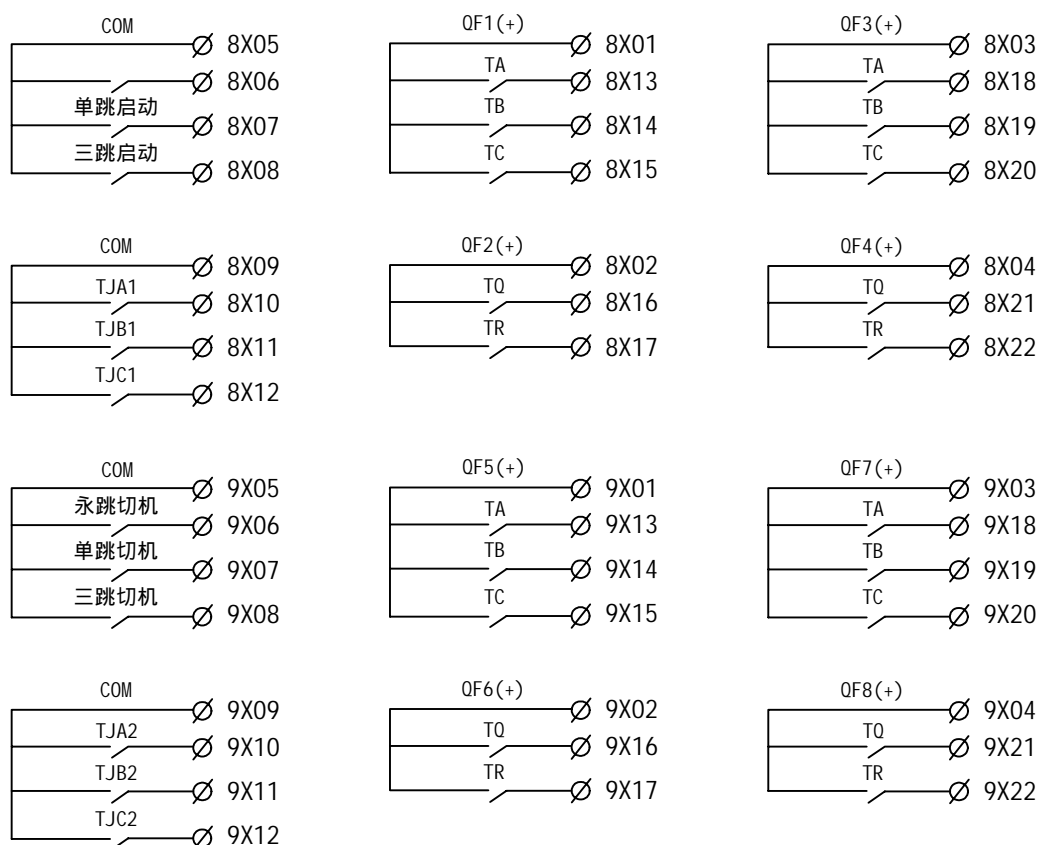 COM
8X05
8X06
单跳启动
8X07
三跳启动
8X08
QF1(+)
8X01
TA
8X13
TB
8X14
TC
8X15
QF3(+)
8X03
TA
8X18
TB
8X19
TC
8X20
COM
8X09
TJA1
8X10
TJB1
8X11
TJC1
8X12
QF2(+)
8X02
TQ
8X16
TR
8X17
QF4(+)
8X04
TQ
8X21
TR
8X22
COM
9X05
永跳切机
9X06
单跳切机
9X07
三跳切机
9X08
QF5(+)
9X01
TA
9X13
TB
9X14
TC
9X15
QF7(+)
9X03
TA
9X18
TB
9X19
TC
9X20
COM
9X09
TJA2
9X10
TJB2
9X11
TJC2
9X12
QF6(+)
9X02
TQ
9X16
TR
9X17
QF8(+)
9X04
TQ
9X21
TR
9X22